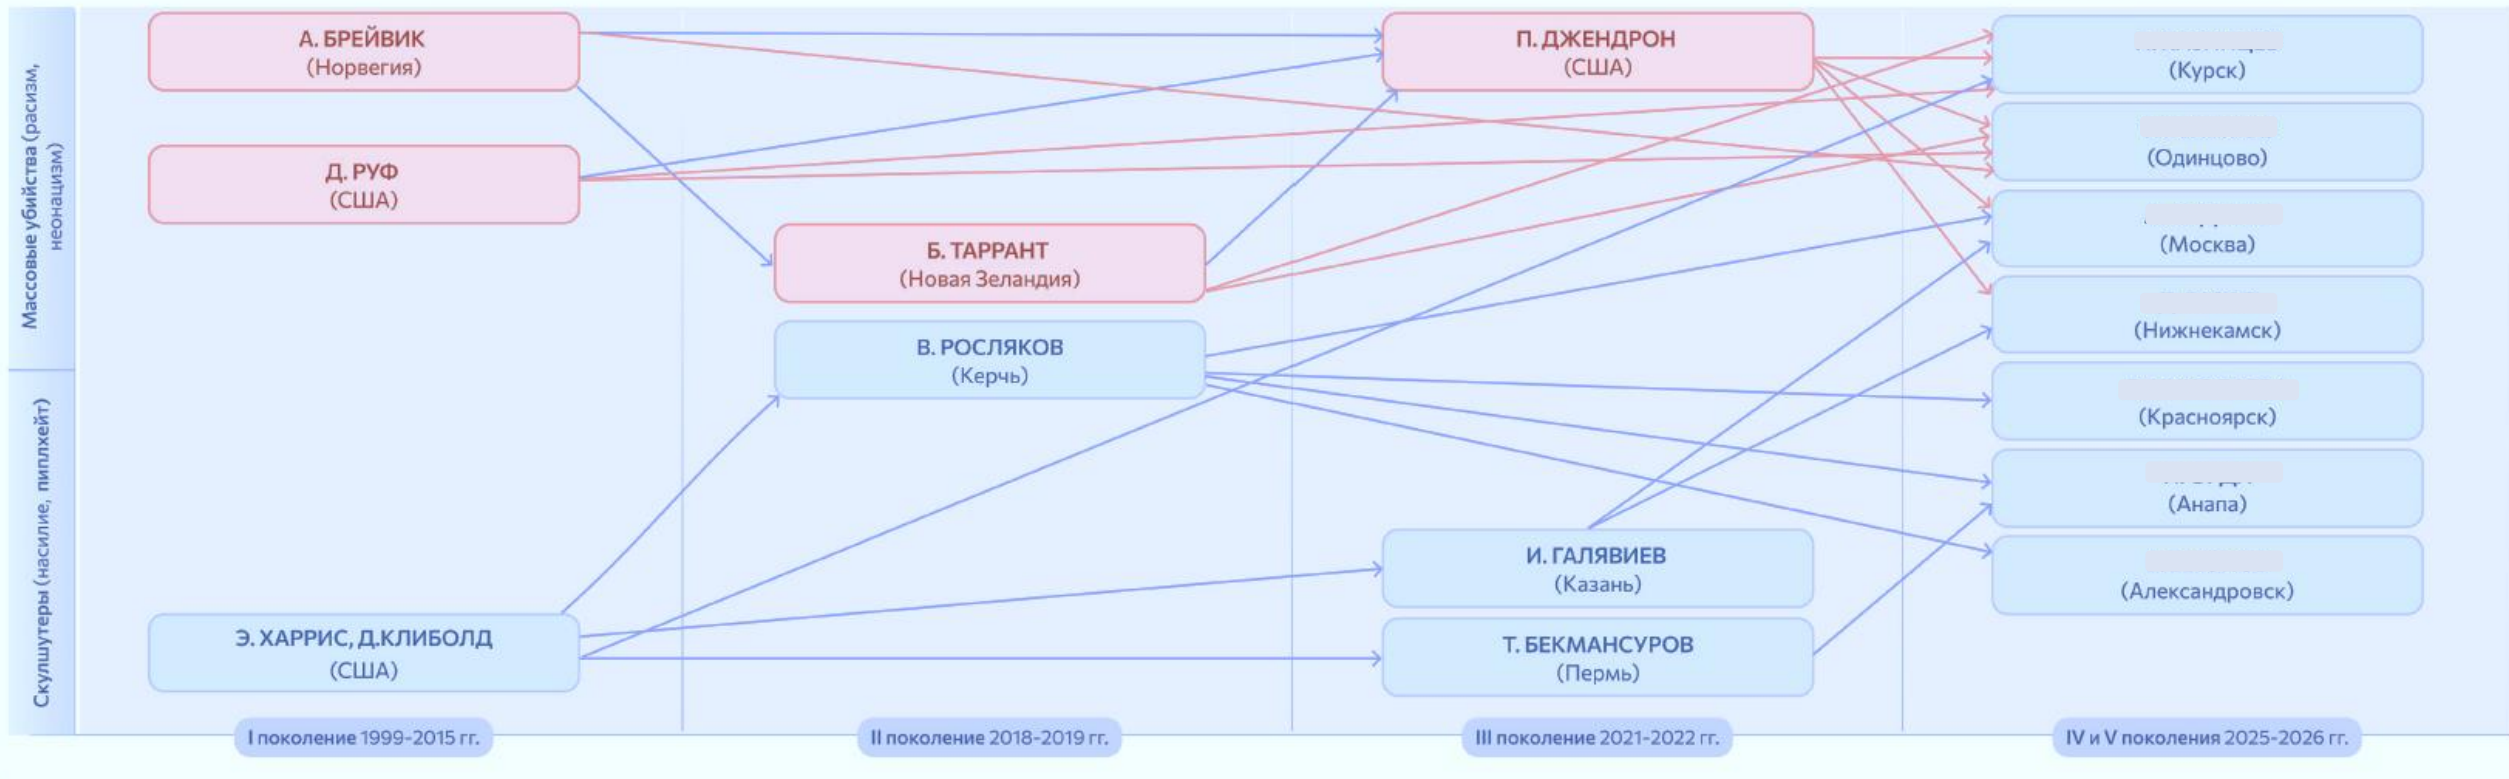 Массовые убийства (расизм,
неонацизм)
Скулшутеры (насилие, пиплхейт)
А. БРЕЙВИК
(Норвегия)
Д. РУФ
(США)
Э. ХАРРИС, Д.КЛИБОЛД
(США)
Б. ТАРРАНТ
(Новая Зеландия)
В. РОСЛЯКОВ
(Керчь)
П. ДЖЕНДРОН
(США)
И. ГАЛЯВИЕВ
(Казань)
Т. БЕКМАНСУРОВ
(Пермь)
(Курск)
(Одинцово)
(Москва)
(Нижнекамск)
(Красноярск)
(Анапа)
(Александровск)
I поколение 1999-2015 гг.
II поколение 2018-2019 гг.
III поколение 2021-2022 гг.
IV и V поколения 2025-2026 гг.